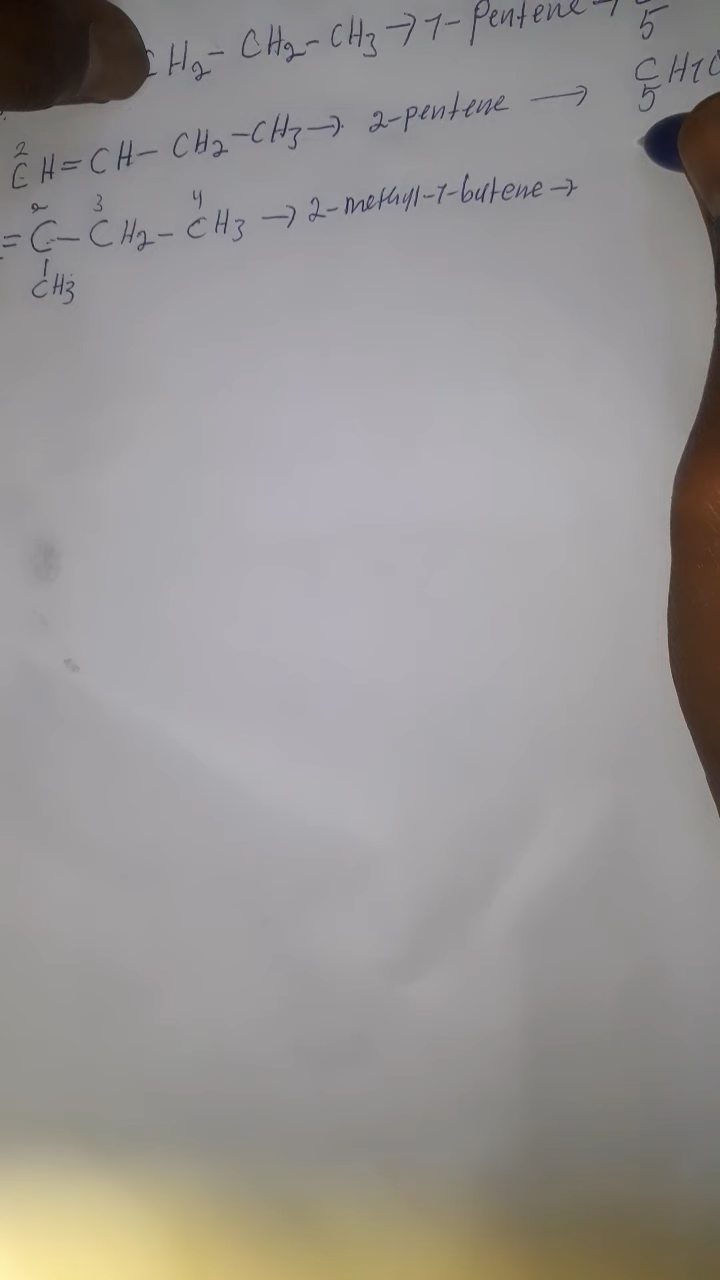 H2 - CH2 - CH3 → 1 - Pentene → 5
2 CH = CH - CH2 - CH3 → 2-pentene → C5H10
2 3 4
= C - CH2 - CH3 → 2-methyl-1-butene →
CH3